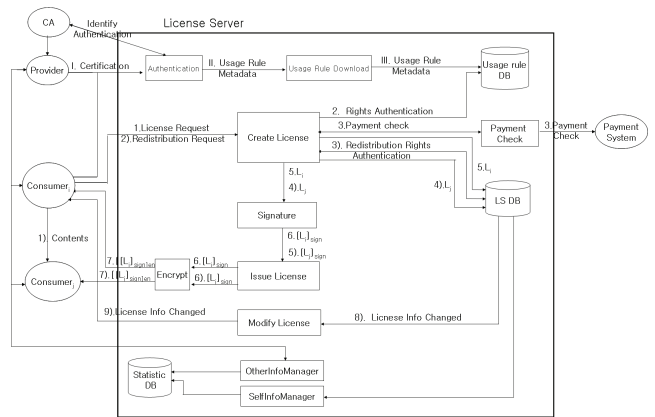 License Server
CA
Identify
Authentication
Provider
I. Certification
Authentication
II. Usage Rule
Metadata
Usage Rule Download
III. Usage Rule
Metadata
Usage rule
DB
2. Rights Authentication
1.License Request
2).Redistribution Request
Create License
3.Payment check
Payment
Check
3.Payment
Check
Payment
System
3). Redistribution Rights
Authentication
5.Li
4).Lj
5.Li
4).Lj
LS DB
Consumeri
Signature
1). Contents
6.[Li]sign
5).[Lj]sign
7.[[Li]sign]en
6.[Li]sign
Encrypt
Issue License
7).[[Lj]sign]en
6).[Lj]sign
Consumerj
9).License Info Changed
Modify License
8). Licnese Info Changed
OtherInfoManager
Statistic
DB
SelfInfoManager